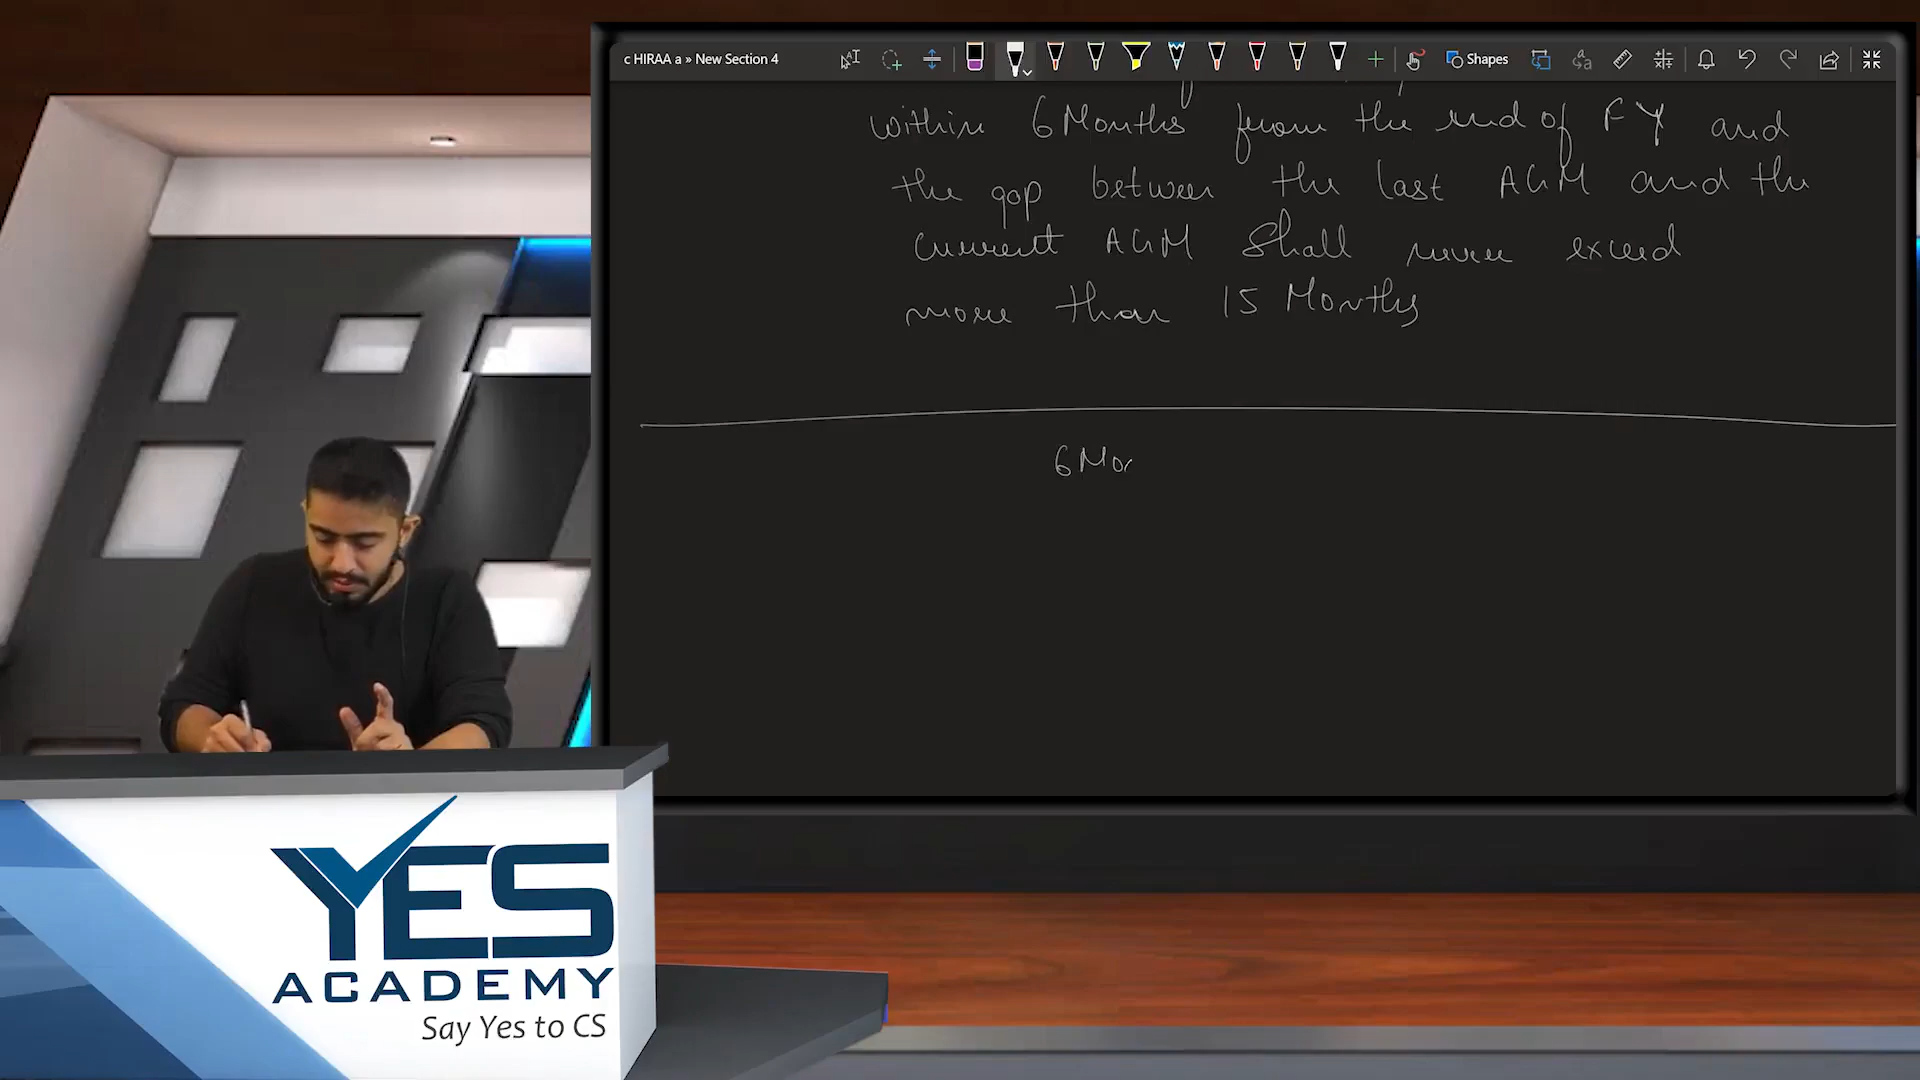 c HIRAA a » New Section 4
Shapes
within 6 Months from the end of FY and
the gap between the last AGM and the
current AGM Shall never exceed
more than 15 Months
6 Mon
YES
ACADEMY
Say Yes to CS